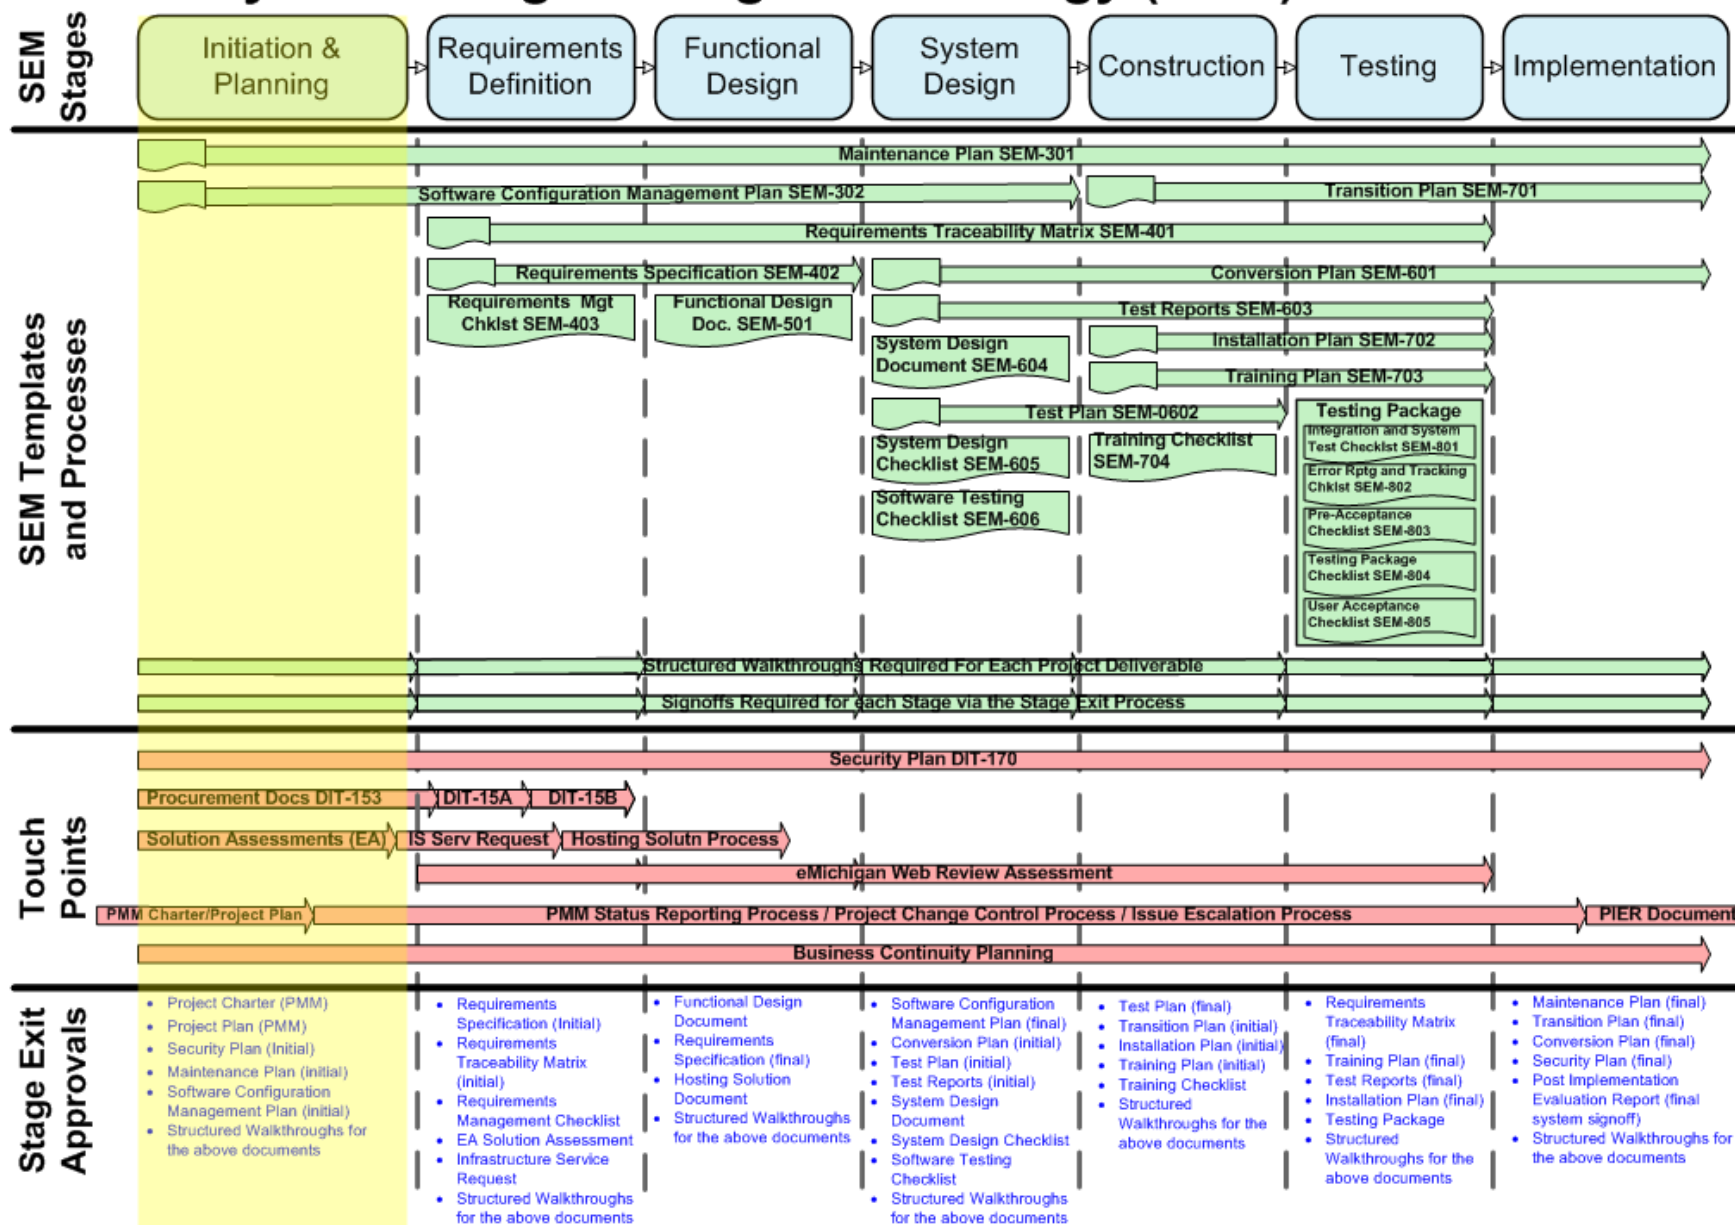 SEM
Stages
Initiation &
Planning
Requirements
Definition
Functional
Design
System
Design
Construction
Testing
Implementation
SEM Templates
and Processes
Maintenance Plan SEM-301
Software Configuration Management Plan SEM-302
Transition Plan SEM-701
Requirements Traceability Matrix SEM-401
Requirements Specification SEM-402
Conversion Plan SEM-601
Requirements Mgt
Chklst SEM-403
Functional Design
Doc. SEM-501
Test Reports SEM-603
Installation Plan SEM-702
System Design
Document SEM-604
Training Plan SEM-703
Test Plan SEM-0602
System Design
Checklist SEM-605
Training Checklist
SEM-704
Software Testing
Checklist SEM-606
Testing Package
Integration and System
Test Checklst SEM-801
Error Rptg and Tracking
Chklst SEM-802
Pre-Acceptance
Checklist SEM-803
Testing Package
Checklist SEM-804
User Acceptance
Checklist SEM-805
Structured Walkthroughs Required For Each Project Deliverable
Signoffs Required for each Stage via the Stage Exit Process
Touch
Points
Security Plan DIT-170
Procurement Docs DIT-153
DIT-15A
DIT-15B
Solution Assessments (EA)
IS Serv Request
Hosting Solutn Process
eMichigan Web Review Assessment
PMM Charter/Project Plan
PMM Status Reporting Process / Project Change Control Process / Issue Escalation Process
PIER Document
Business Continuity Planning
Stage Exit
Approvals
• Project Charter (PMM)
• Project Plan (PMM)
• Security Plan (Initial)
• Maintenance Plan (initial)
• Software Configuration
Management Plan (initial)
• Structured Walkthroughs for
the above documents
• Requirements
Specification (Initial)
• Requirements
Traceability Matrix
(initial)
• Requirements
Management Checklist
• EA Solution Assessment
• Infrastructure Service
Request
• Structured Walkthroughs
for the above documents
• Functional Design
Document
• Requirements
Specification (final)
• Hosting Solution
Document
• Structured Walkthroughs
for the above documents
• Software Configuration
Management Plan (final)
• Conversion Plan (initial)
• Test Plan (initial)
• Test Reports (initial)
• System Design
Document
• System Design Checklist
• Software Testing
Checklist
• Structured Walkthroughs
for the above documents
• Test Plan (final)
• Transition Plan (initial)
• Installation Plan (initial)
• Training Plan (initial)
• Training Checklist
• Structured
Walkthroughs for the
above documents
• Requirements
Traceability Matrix
(final)
• Training Plan (final)
• Test Reports (final)
• Installation Plan (final)
• Testing Package
• Structured
Walkthroughs for the
above documents
• Maintenance Plan (final)
• Transition Plan (final)
• Conversion Plan (final)
• Security Plan (final)
• Post Implementation
Evaluation Report (final
system signoff)
• Structured Walkthroughs for
the above documents